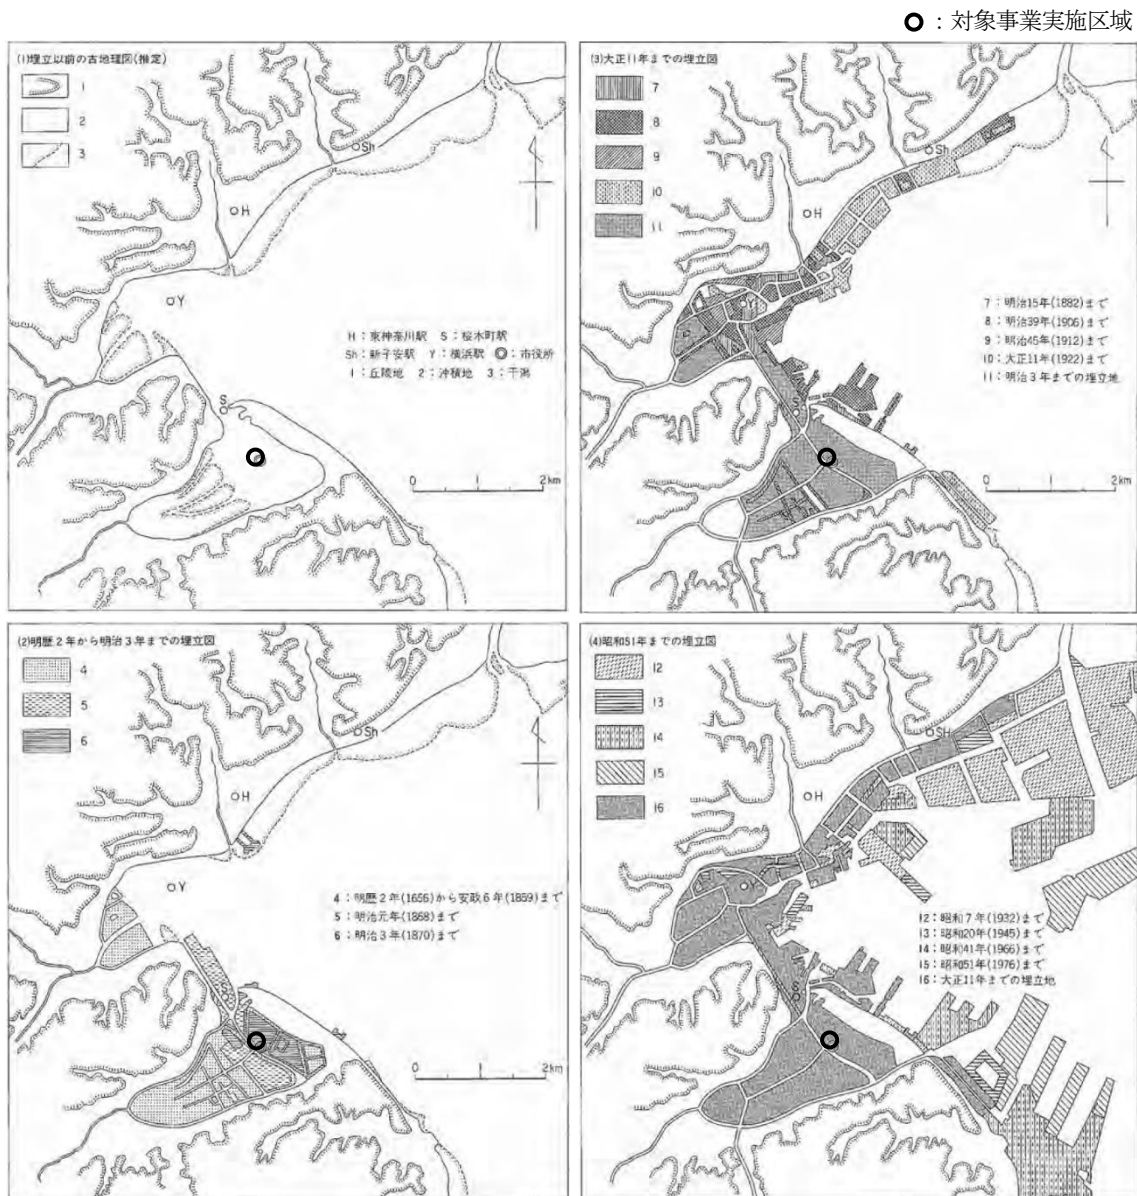 ：対象事業実施区域
(1)埋立以前の古地理図(推定)
1
2
3
Sh
H
Y
H：東神奈川駅 S：桜木町駅
Sh：新子安駅 Y：横浜駅 ◎：市役所
1：丘陵地 2：沖積地 3：干潟
S
0 1 2km
(3)大正11年までの埋立図
7
8
9
10
11
Sh
H
Y
7：明治15年(1882)まで
8：明治39年(1906)まで
9：明治45年(1912)まで
10：大正11年(1922)まで
11：明治3年までの埋立地
S
0 1 2km
(2)明歴2年から明治3年までの埋立図
4
5
6
Sh
H
Y
4：明歴2年(1656)から安政6年(1859)まで
5：明治元年(1868)まで
6：明治3年(1870)まで
S
0 1 2km
(4)昭和51年までの埋立図
12
13
14
15
16
SH
H
Y
12：昭和7年(1932)まで
13：昭和20年(1945)まで
14：昭和41年(1966)まで
15：昭和51年(1976)まで
16：大正11年までの埋立地
S